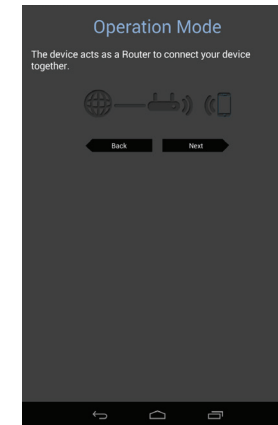 Operation Mode
The device acts as a Router to connect your device
together.
Back
Next